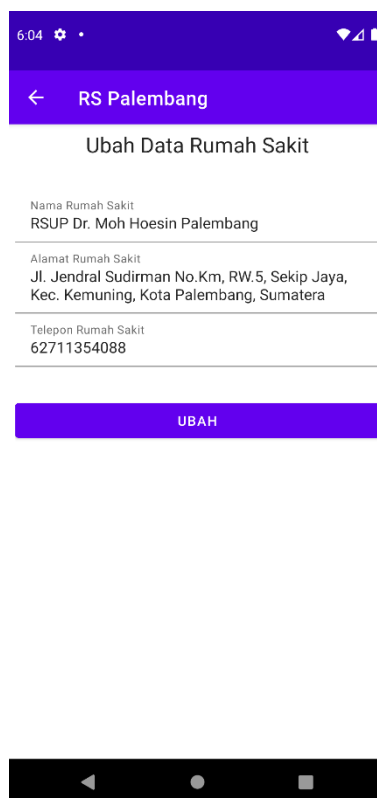 6:04
RS Palembang
Ubah Data Rumah Sakit
Nama Rumah Sakit
RSUP Dr. Moh Hoesin Palembang
Alamat Rumah Sakit
Jl. Jendral Sudirman No.Km, RW.5, Sekip Jaya,
Kec. Kemuning, Kota Palembang, Sumatera
Telepon Rumah Sakit
62711354088
UBAH